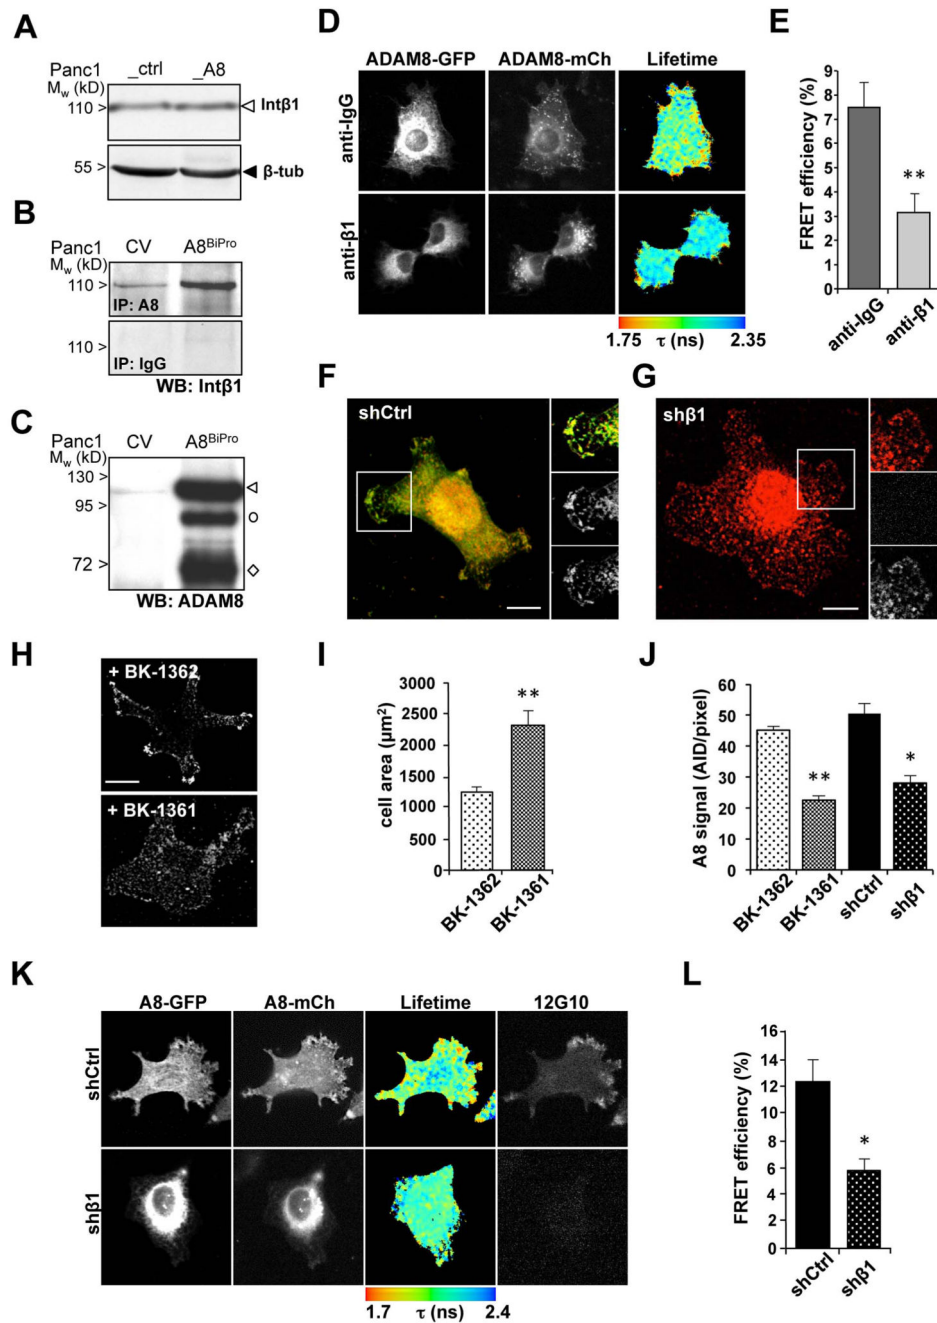 A
Panc1 _ctrl _A8
Mw (kD)
110 > Intβ1
55 > β-tub
B
Panc1 CV A8BiPro
Mw (kD)
110 >
IP: A8
110 >
IP: IgG
WB: Intβ1
C
Panc1 CV A8BiPro
Mw (kD)
130 >
95 >
72 >
WB: ADAM8
D
ADAM8-GFP ADAM8-mCh Lifetime
anti-IgG
anti-β1
1.75 τ (ns) 2.35
E
FRET efficiency (%)
9
8
7
6
5
4
3
2
1
0
**
anti-IgG anti-β1
F
shCtrl
G
shβ1
H
+ BK-1362
+ BK-1361
I
cell area (µm²)
3000
2500
2000
1500
1000
500
0
**
BK-1362 BK-1361
J
A8 signal (AID/pixel)
60
50
40
30
20
10
0
** *
BK-1362 BK-1361 shCtrl shβ1
K
A8-GFP A8-mCh Lifetime 12G10
shCtrl
shβ1
1.7 τ (ns) 2.4
L
FRET efficiency (%)
16
14
12
10
8
6
4
2
0
*
shCtrl shβ1